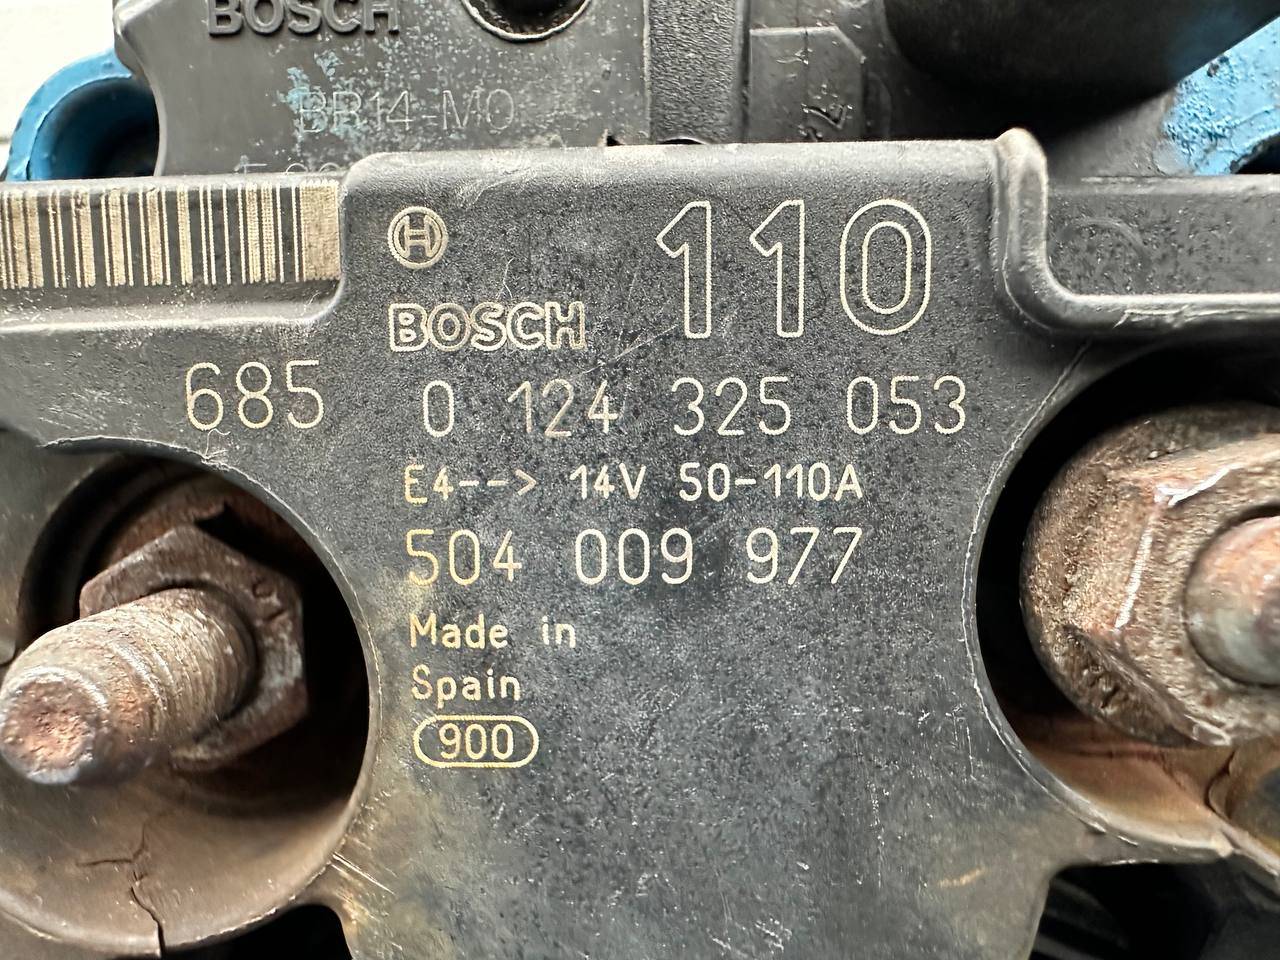 BOSCH
BR14-M0
BOSCH
110
685
0 124 325 053
E4--> 14V 50-110A
504 009 977
Made in
Spain
900